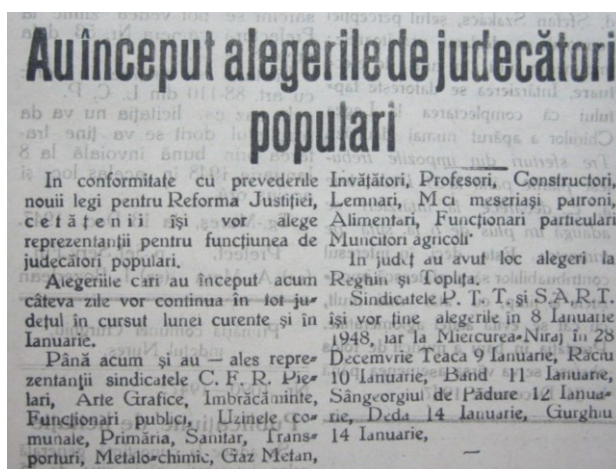 Au început alegerile de judecători
populari
In conformitate cu prevederile
nouii legi pentru Reforma Justiției,
cetățenii își vor alege
reprezentanții pentru funcțiunea de
judecători populari.
Alegeriile cari au început acum
câteva zile vor continua în tot ju-
dețul în cursut lunei curente și în
Ianuarie.
Până acum și au — ales repre-
zentanții sindicatele C. F. R. Pie-
lari, Arte Grafice, Imbrăcăminte,
Funcționari publici, Uzinele co-
munale, Primăria, Sanitar, Trans-
porturi, Metalo-chimic, Gaz Metan,
Invățători, Profesori, Constructori,
Lemnari, Mci meseriași patroni,
Alimentari, Funcționari particulari
Muncitori agricoli
In județ au avut loc alegeri la
Reghin și Toplița.
Sindicatele P. T. T. și S.A.R.T.
își vor ține alegerile în 8 Ianuarie
1948, iar la Miercurea-Niraj în 28
Decemvrie Teaca 9 Ianuarie, Râciu
10 Ianuarie, Band 11 Ianuarie,
Sângeorgiul de Pădure 12 Ianua-
rie, Deda 14 Ianuarie, Gurghiu
14 Ianuarie,